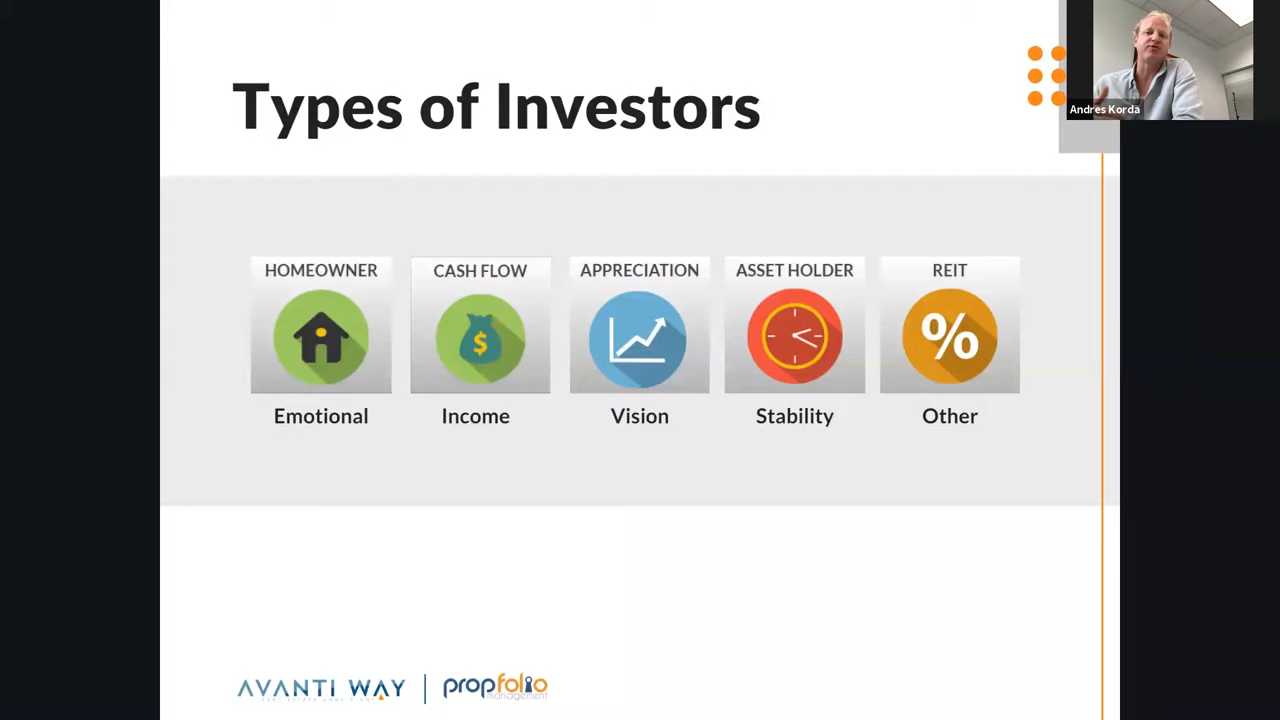 Types of Investors
Andres Korda
HOMEOWNER
CASH FLOW
APPRECIATION
ASSET HOLDER
REIT
$
%
Emotional
Income
Vision
Stability
Other
AVANTI WAY
propfolio
management